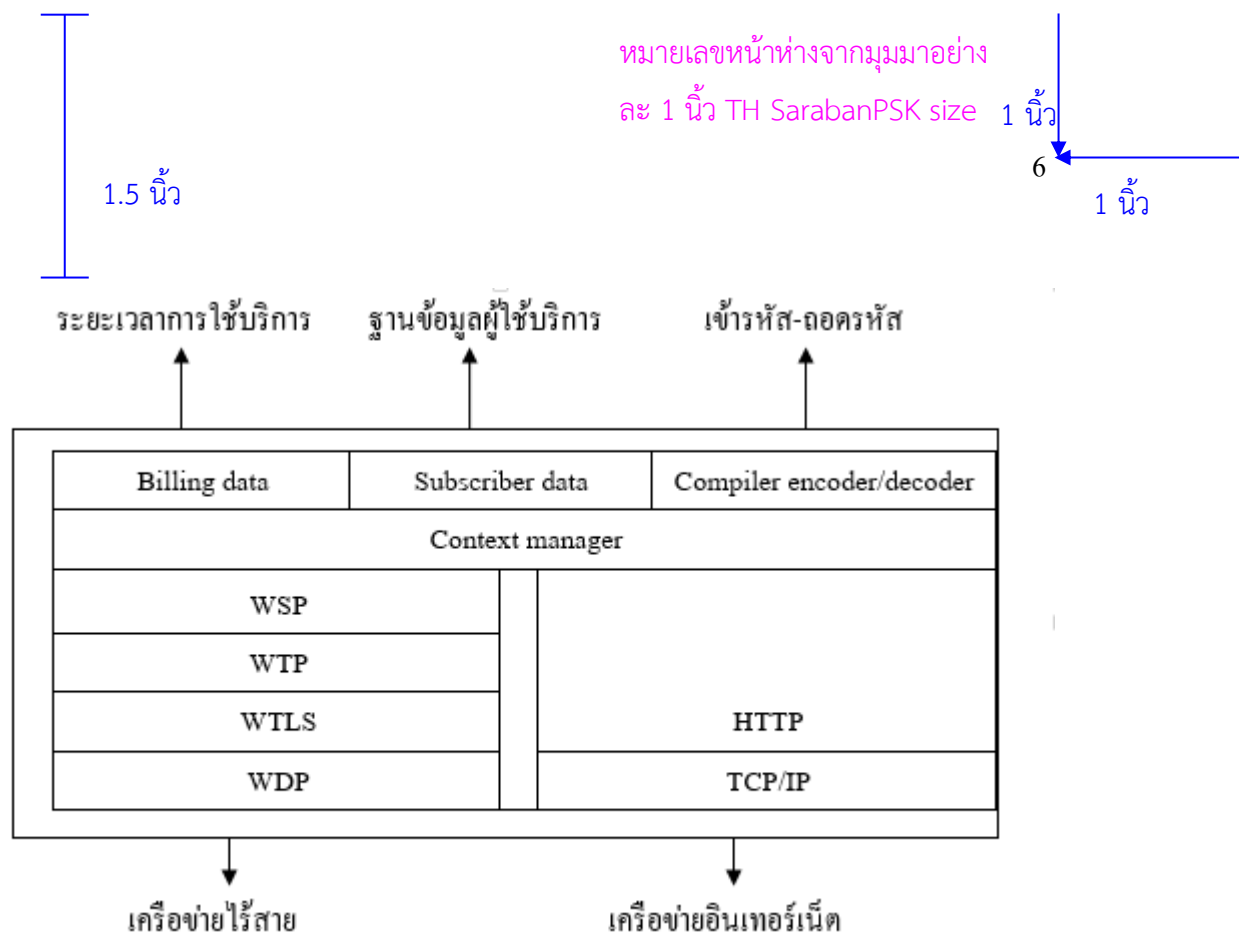 หมายเลขหน้าห่างจากมุมมาอย่าง
ละ 1 นิ้ว TH SarabanPSK size
1 นิ้ว
6
1 นิ้ว
1.5 นิ้ว
ระยะเวลาการใช้บริการ ฐานข้อมูลผู้ใช้บริการ เข้ารหัส-ถอดรหัส
Billing data Subscriber data Compiler encoder/decoder
Context manager
WSP
WTP
WTLS HTTP
WDP TCP/IP
เครือข่ายไร้สาย เครือข่ายอินเทอร์เน็ต